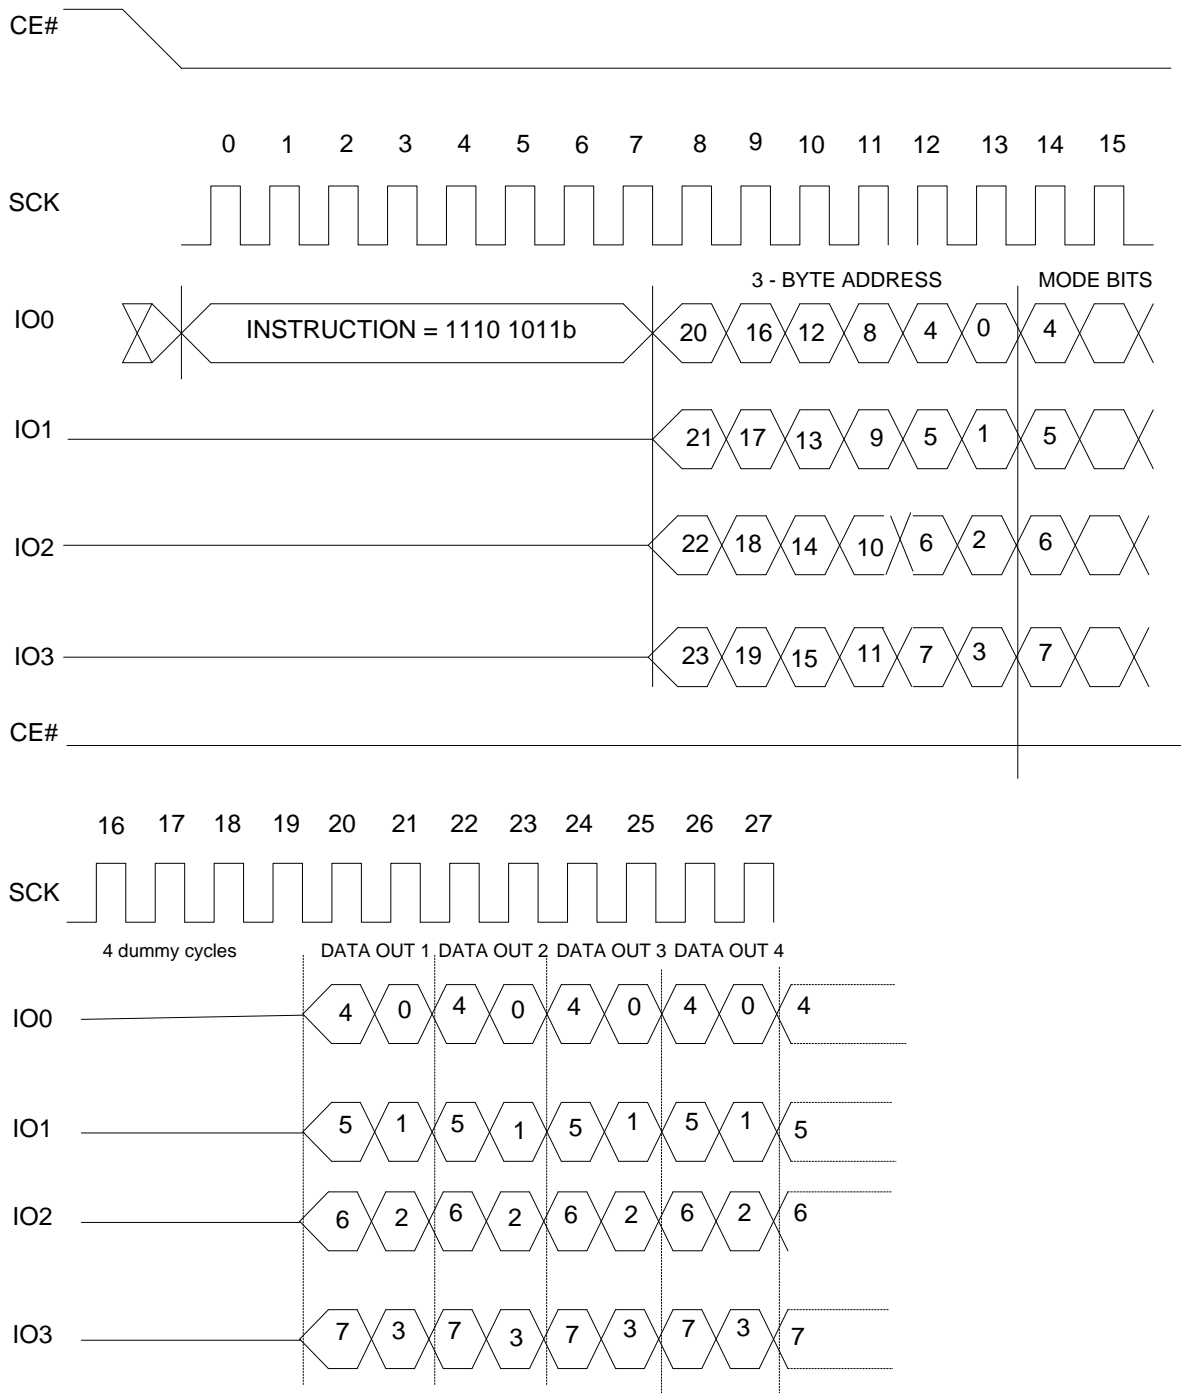 CE#
0 1 2 3 4 5 6 7 8 9 10 11 12 13 14 15
SCK
3 - BYTE ADDRESS MODE BITS
IO0 INSTRUCTION = 1110 1011b 20 16 12 8 4 0 4
IO1 21 17 13 9 5 1 5
IO2 22 18 14 10 6 2 6
IO3 23 19 15 11 7 3 7
CE#
16 17 18 19 20 21 22 23 24 25 26 27
SCK
4 dummy cycles DATA OUT 1 DATA OUT 2 DATA OUT 3 DATA OUT 4
IO0 4 0 4 0 4 0 4 0 4
IO1 5 1 5 1 5 1 5 1 5
IO2 6 2 6 2 6 2 6 2 6
IO3 7 3 7 3 7 3 7 3 7